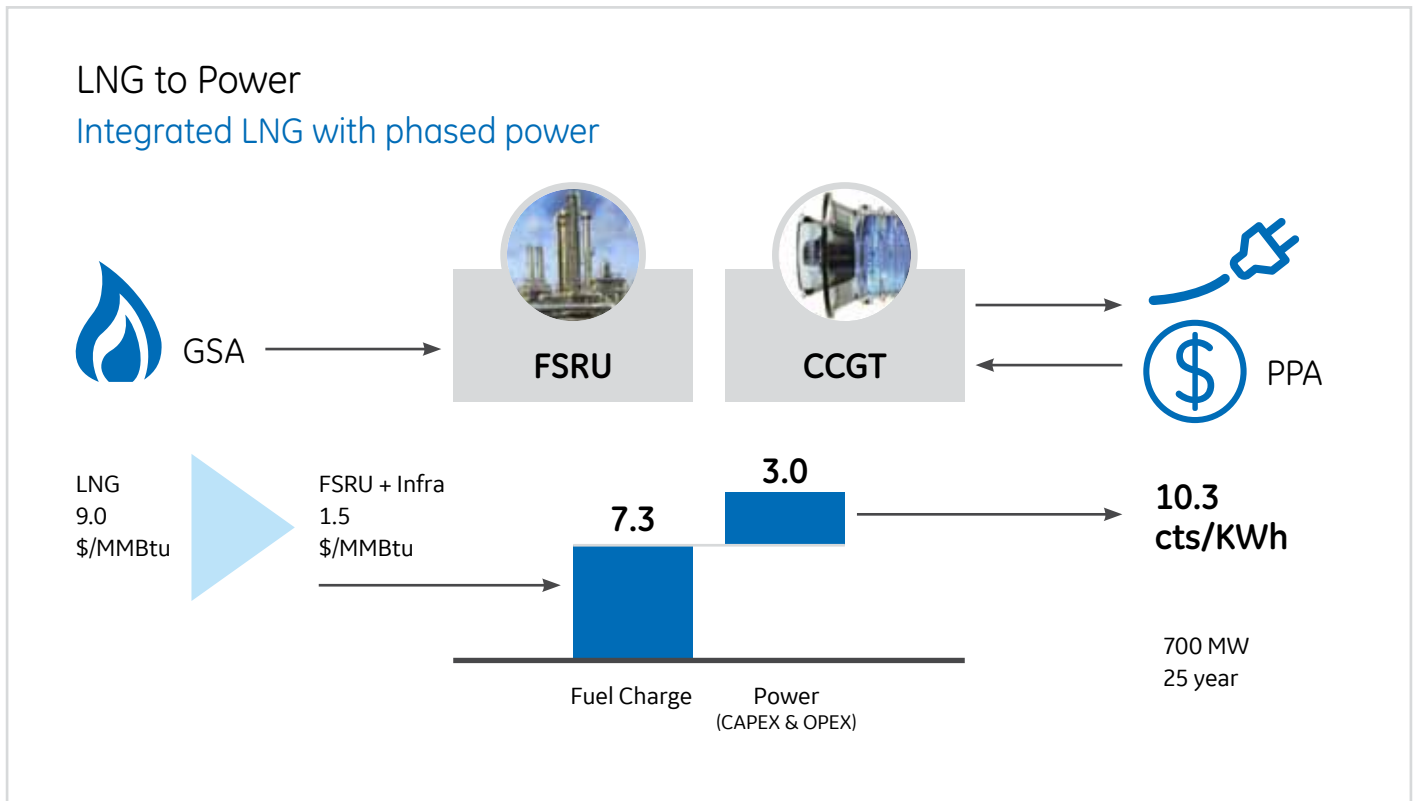 LNG to Power
Integrated LNG with phased power
GSA
FSRU
CCGT
PPA
LNG
9.0
$/MMBtu
FSRU + Infra
1.5
$/MMBtu
7.3
3.0
10.3
cts/KWh
Fuel Charge
Power
(CAPEX & OPEX)
700 MW
25 year